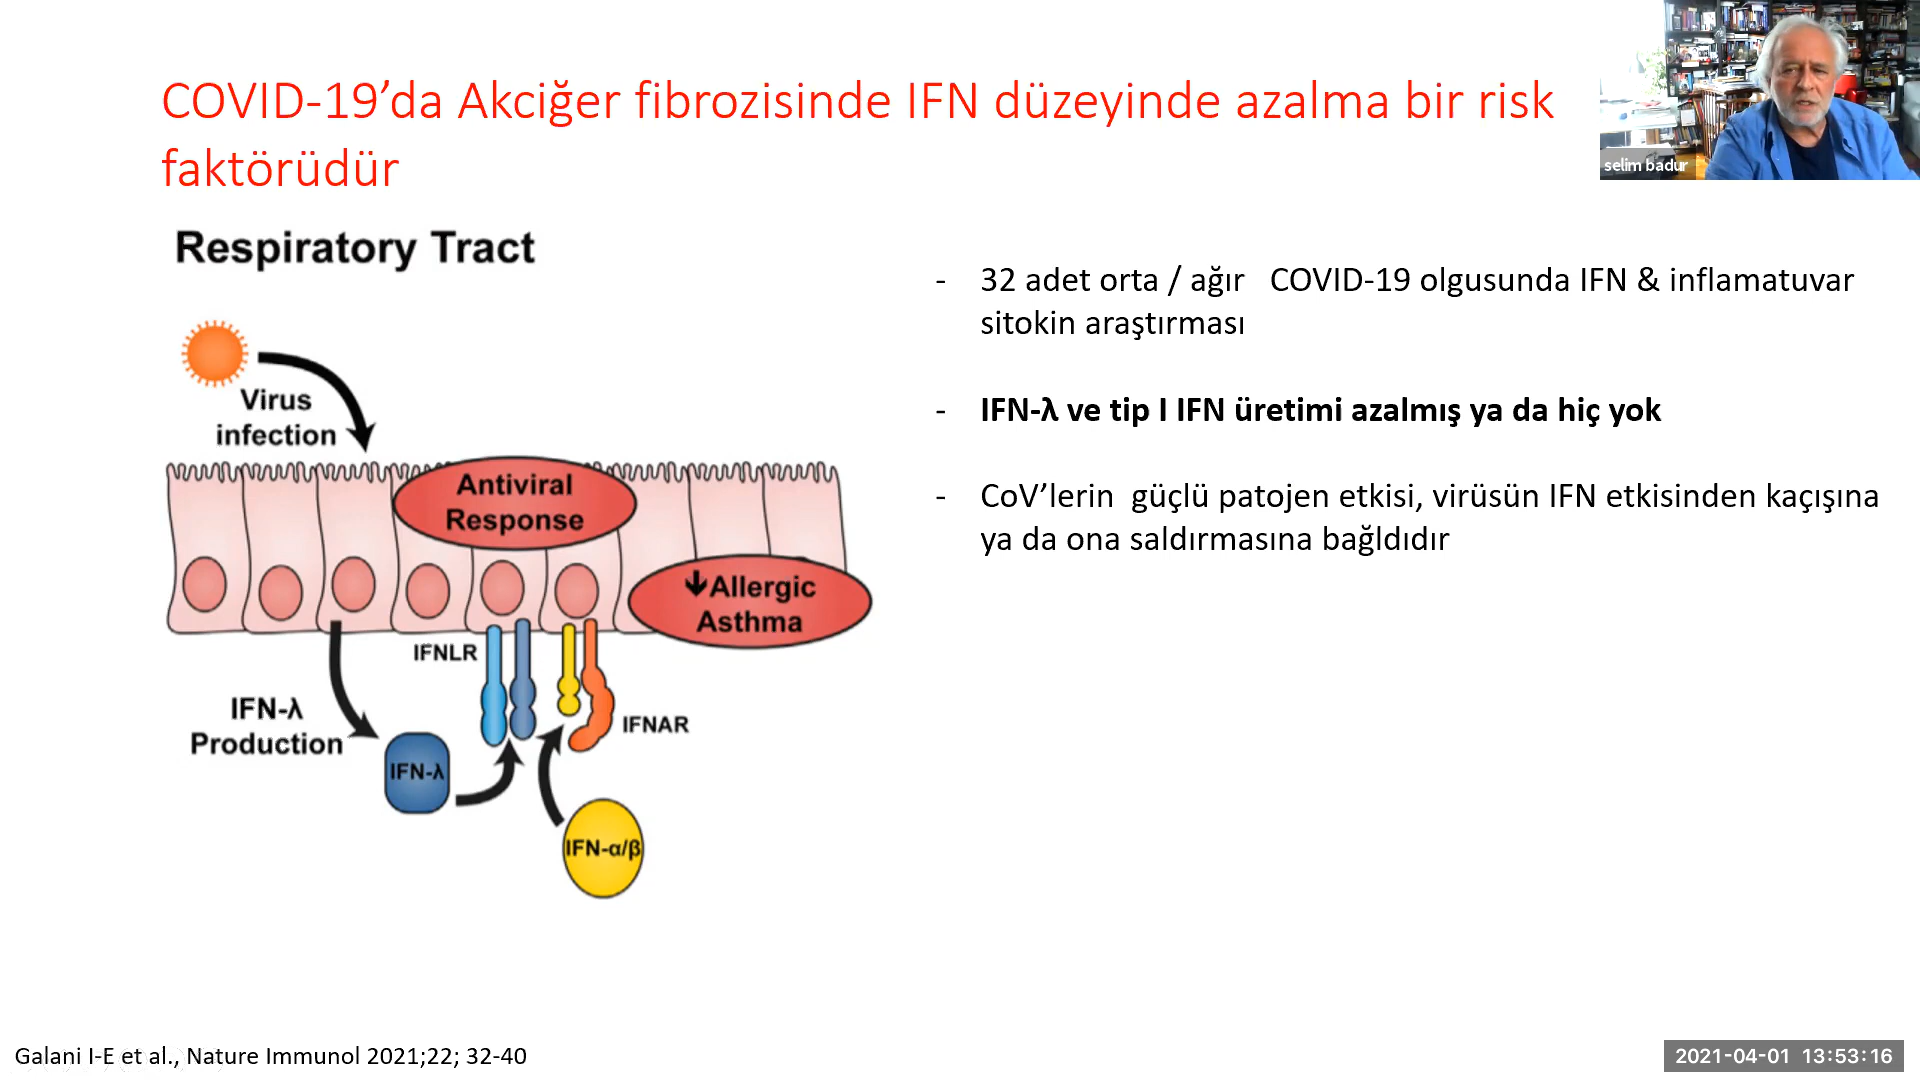 COVID-19’da Akciğer fibrozisinde IFN düzeyinde azalma bir risk
faktörüdür
selim badur
Respiratory Tract
Virus
infection
Antiviral
Response
↓Allergic
Asthma
IFNLR
IFN-λ
Production
IFNAR
IFN-λ
IFN-α/β
- 32 adet orta / ağır COVID-19 olgusunda IFN & inflamatuvar
sitokin araştırması
- IFN-λ ve tip I IFN üretimi azalmış ya da hiç yok
- CoV’lerin güçlü patojen etkisi, virüsün IFN etkisinden kaçışına
ya da ona saldırmasına bağldıdır
Galani I-E et al., Nature Immunol 2021;22; 32-40
2021-04-01 13:53:16